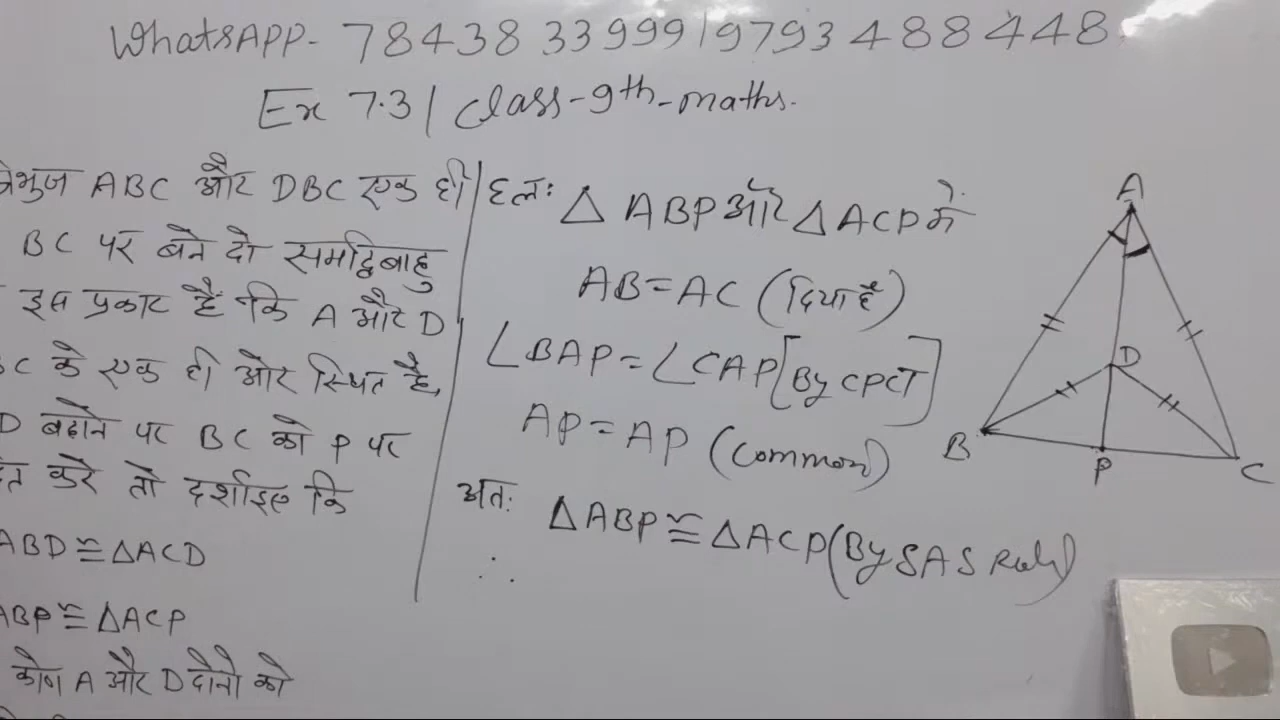 WhatsAPP- 78438 33999/9793488448
Ex 7.3 | Class-9th-maths.
ABC और DBC एक ही
BC पर बने दो समद्विबाहु
इस प्रकार है कि A और D
के एक ही ओर स्थित है,
D बढ़ाने पर BC को P पर
करे तो दर्शाइए कि
ABD ≅ △ACD
ABP ≅ △ACP
कोण A और D दोनो को
हलः △ ABP और △ ACP मे
AB = AC (दिया है)
∠BAP = ∠CAP [By CPCT]
AP = AP (Common)
अतः △ABP ≅ △ACP (By SAS Rule)
∴
A
D
B
P
C